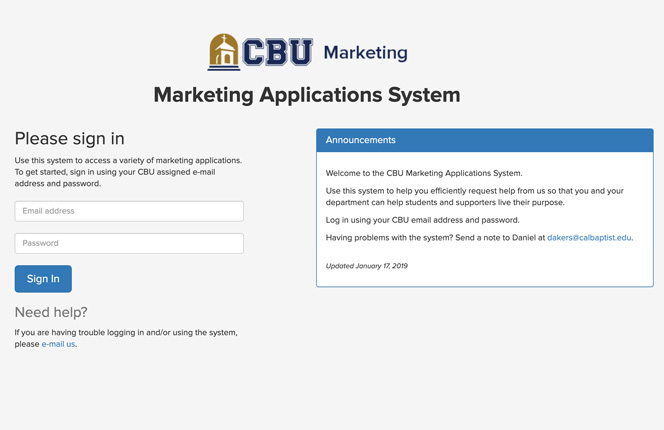 CBU Marketing
Marketing Applications System
Please sign in
Use this system to access a variety of marketing applications.
To get started, sign in using your CBU assigned e-mail
address and password.
Email address
Password
Sign In
Need help?
If you are having trouble logging in and/or using the system,
please e-mail us.
Announcements
Welcome to the CBU Marketing Applications System.
Use this system to help you efficiently request help from us so that you and your
department can help students and supporters live their purpose.
Log in using your CBU email address and password.
Having problems with the system? Send a note to Daniel at dakers@calbaptist.edu.
Updated January 17, 2019